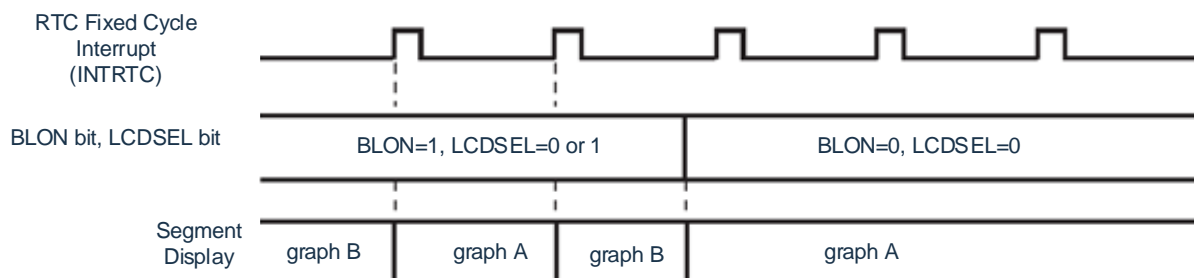 RTC Fixed Cycle
Interrupt
(INTRTC)
BLON bit, LCDSEL bit
BLON=1, LCDSEL=0 or 1
BLON=0, LCDSEL=0
Segment
Display
graph B
graph A
graph B
graph A